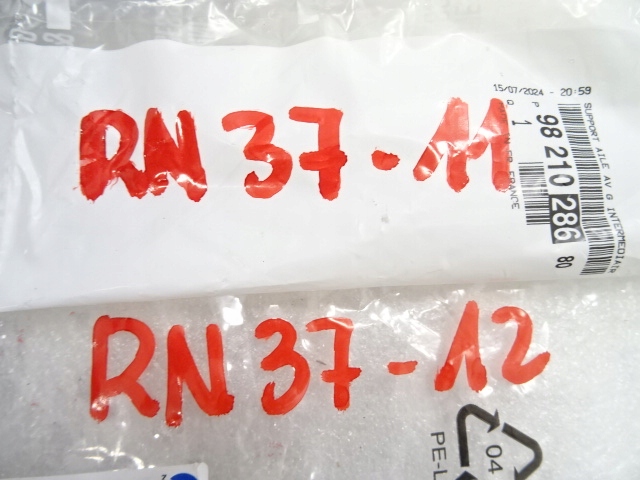 RN 37-11
15/07/2024 - 20:59
SUPPORT AILE AV G INTERMEDIAIR
98 210 286 80
P 1
FRANCE
RN 37-12
04
PE-L